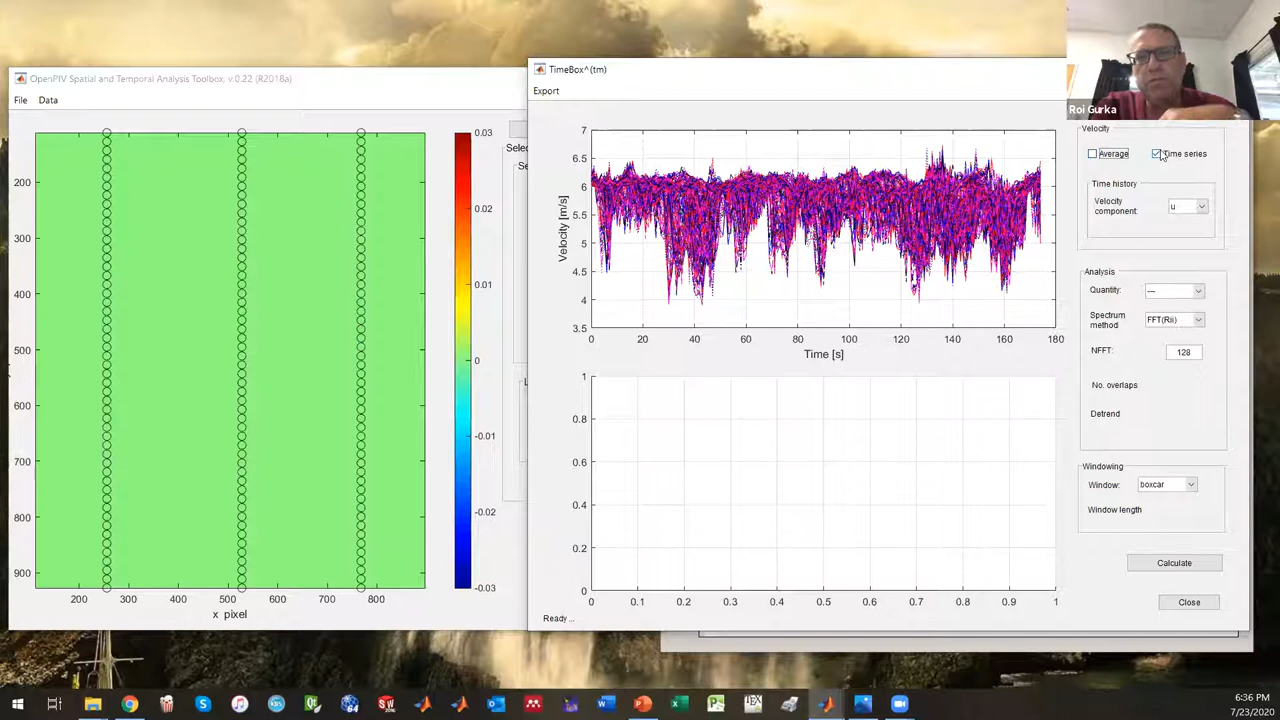 OpenPIV Spatial and Temporal Analysis Toolbox, v.0.22 (R2018a)
File Data
200
300
400
500
600
700
800
900
200 300 400 500 600 700 800
x pixel
0.03
0.02
0.01
0
-0.01
-0.02
-0.03
Selec
Se
L
TimeBox^(tm)
Export
7
6.5
6
5.5
5
4.5
4
3.5
Velocity [m/s]
0 20 40 60 80 100 120 140 160 180
Time [s]
1
0.8
0.6
0.4
0.2
0
0 0.1 0.2 0.3 0.4 0.5 0.6 0.7 0.8 0.9 1
Ready ...
Roi Gurka
Velocity
Average Time series
Time history
Velocity
component: u
Analysis
Quantity: ---
Spectrum
method FFT(Rii)
NFFT: 128
No. overlaps
Detrend
Windowing
Window: boxcar
Window length
Calculate
Close
6:36 PM
7/23/2020